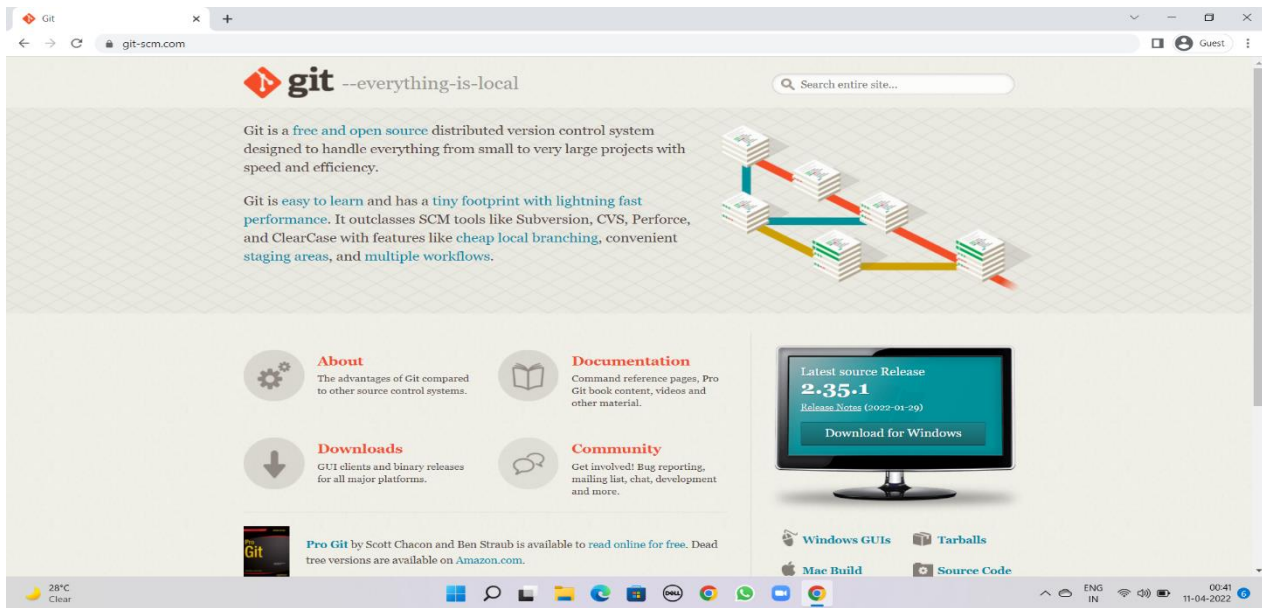 Git
git-scm.com
Guest
git --everything-is-local
Search entire site...
Git is a free and open source distributed version control system
designed to handle everything from small to very large projects with
speed and efficiency.
Git is easy to learn and has a tiny footprint with lightning fast
performance. It outclasses SCM tools like Subversion, CVS, Perforce,
and ClearCase with features like cheap local branching, convenient
staging areas, and multiple workflows.
About
The advantages of Git compared
to other source control systems.
Documentation
Command reference pages, Pro
Git book content, videos and
other material.
Downloads
GUI clients and binary releases
for all major platforms.
Community
Get involved! Bug reporting,
mailing list, chat, development
and more.
Latest source Release
2.35.1
Release Notes (2022-01-29)
Download for Windows
Pro
Git
Pro Git by Scott Chacon and Ben Straub is available to read online for free. Dead
tree versions are available on Amazon.com.
Windows GUIs
Tarballs
Mac Build
Source Code
28°C
Clear
DELL
ENG
IN
00:41
11-04-2022
6